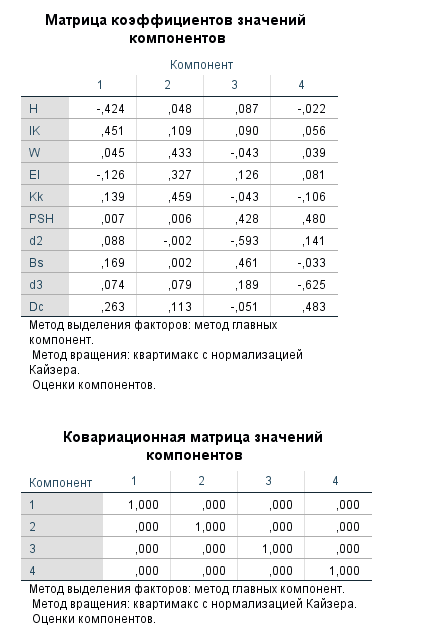 Матрица коэффициентов значений
компонентов
Компонент
1 2 3 4
H -,424 ,048 ,087 -,022
IK ,451 ,109 ,090 ,056
W ,045 ,433 -,043 ,039
El -,126 ,327 ,126 ,081
Kk ,139 ,459 -,043 -,106
PSH ,007 ,006 ,428 ,480
d2 ,088 -,002 -,593 ,141
Bs ,169 ,002 ,461 -,033
d3 ,074 ,079 ,189 -,625
Dc ,263 ,113 -,051 ,483
Метод выделения факторов: метод главных
компонент.
Метод вращения: квартимакс с нормализацией
Кайзера.
Оценки компонентов.
Ковариационная матрица значений
компонентов
Компонент 1 2 3 4
1 1,000 ,000 ,000 ,000
2 ,000 1,000 ,000 ,000
3 ,000 ,000 1,000 ,000
4 ,000 ,000 ,000 1,000
Метод выделения факторов: метод главных компонент.
Метод вращения: квартимакс с нормализацией Кайзера.
Оценки компонентов.